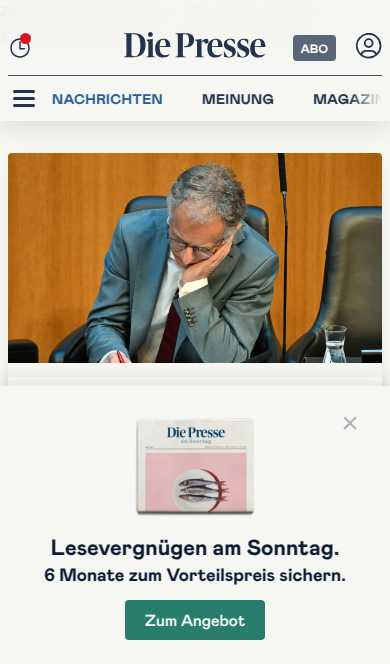 Die Presse
ABO
NACHRICHTEN MEINUNG MAGAZIN
Die Presse
am Sonntag
Lesevergnügen am Sonntag.
6 Monate zum Vorteilspreis sichern.
Zum Angebot